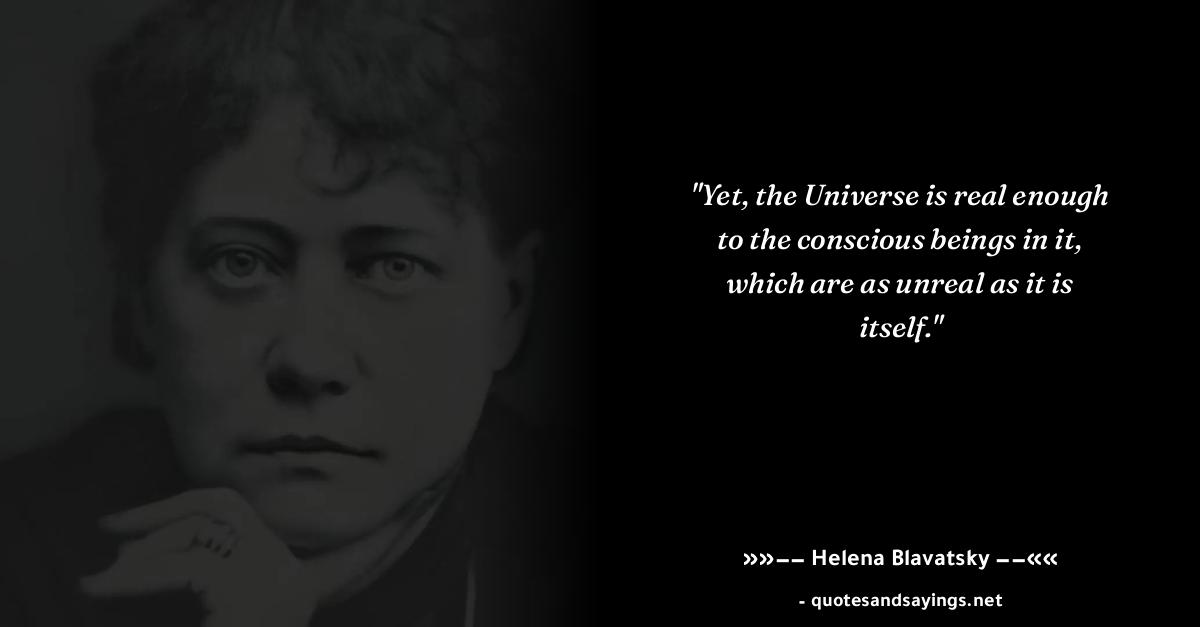 "Yet, the Universe is real enough
to the conscious beings in it,
which are as unreal as it is
itself."
»»–– Helena Blavatsky ––««
- quotesandsayings.net